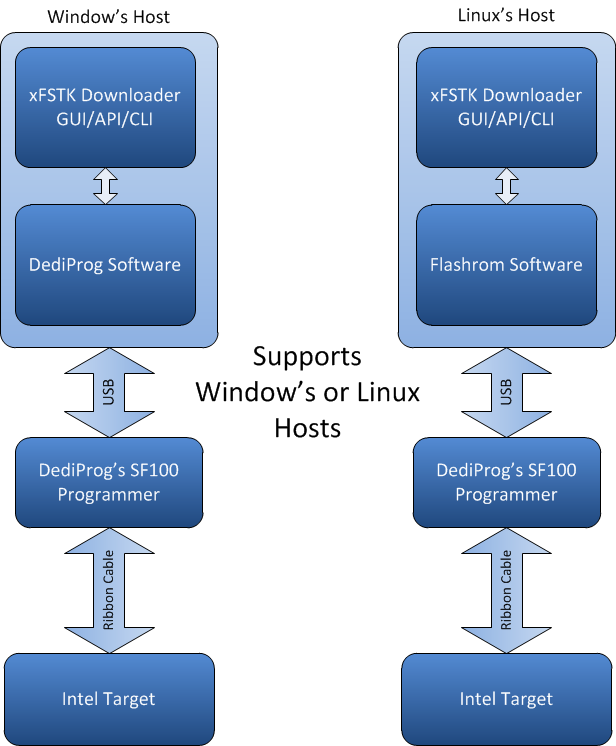 Window's Host
xFSTK Downloader
GUI/API/CLI
DediProg Software
USB
DediProg's SF100
Programmer
Ribbon Cable
Intel Target
Supports
Window's or Linux
Hosts
Linux's Host
xFSTK Downloader
GUI/API/CLI
Flashrom Software
USB
DediProg's SF100
Programmer
Ribbon Cable
Intel Target